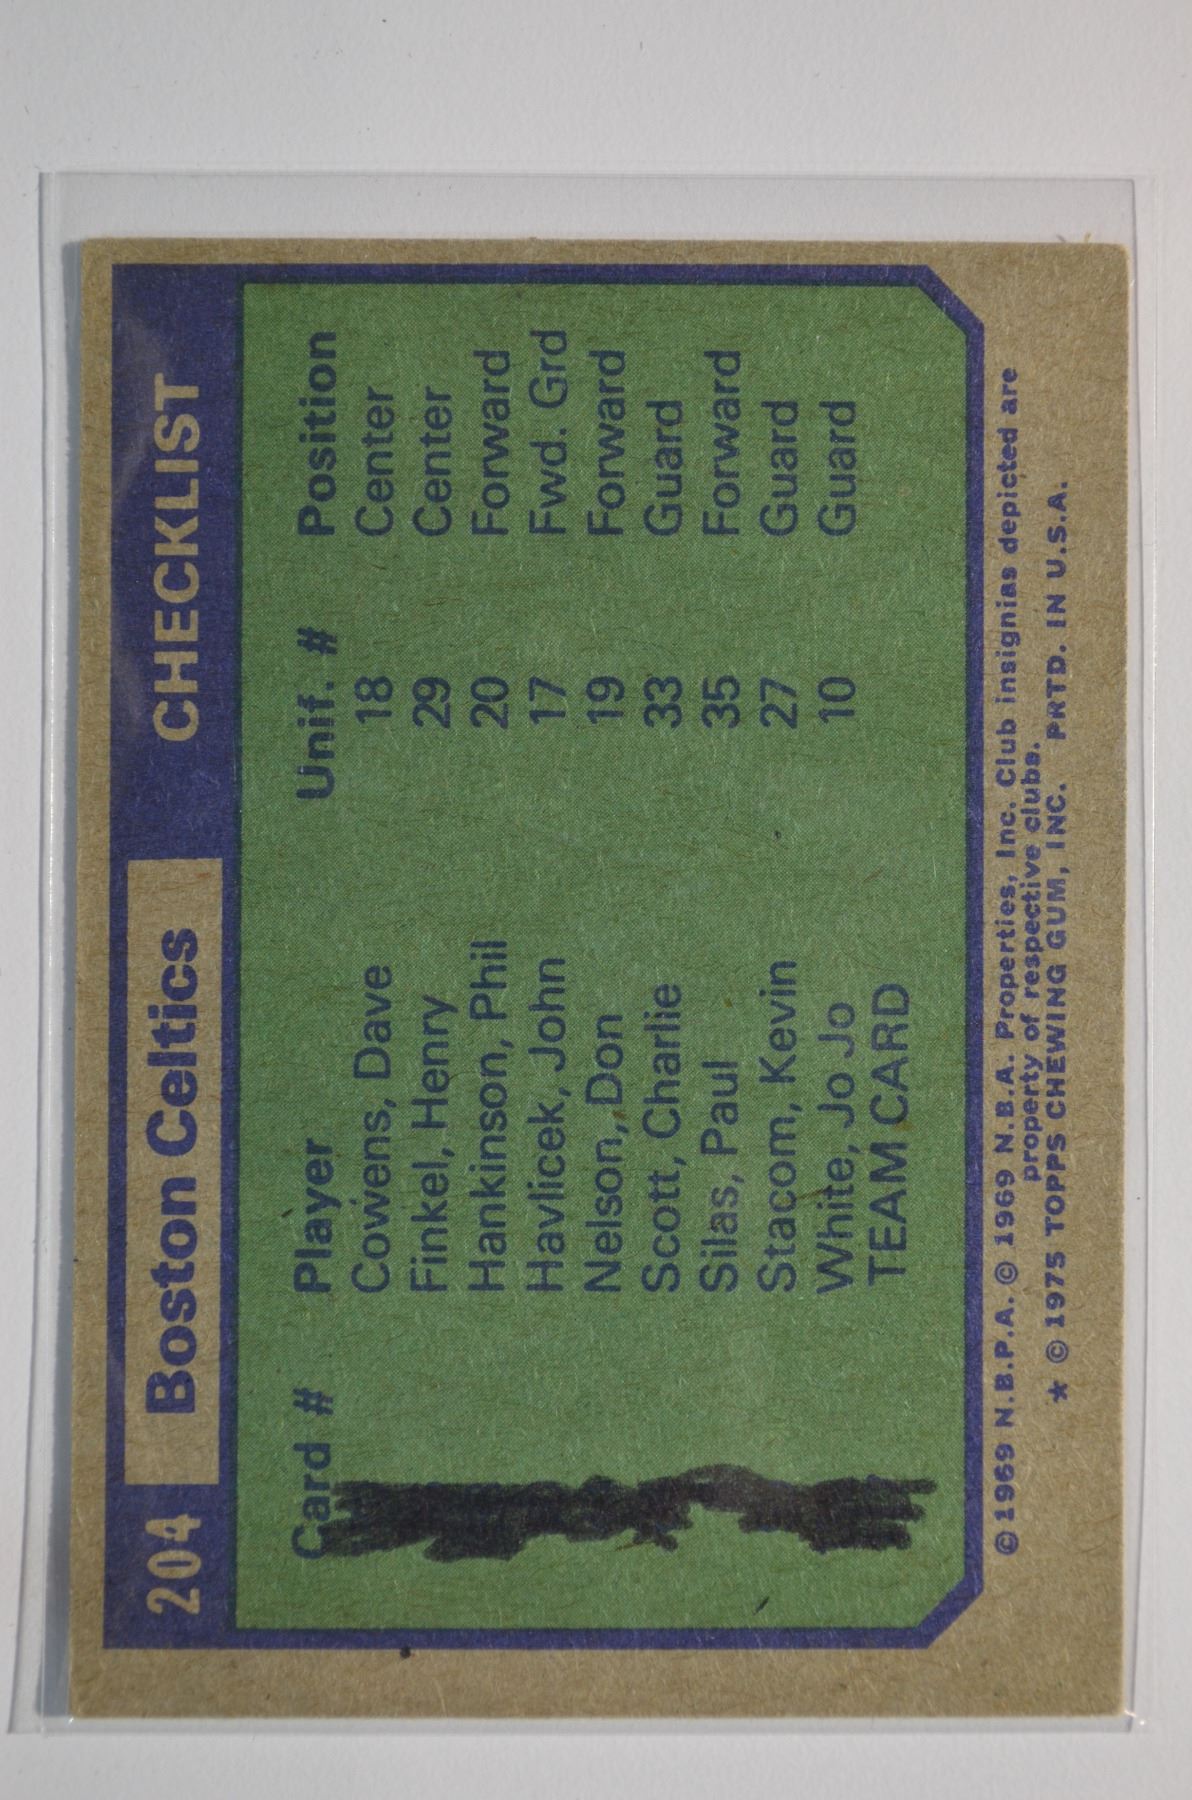 204 Boston Celtics CHECKLIST
Card # Player Unif. # Position
Cowens, Dave 18 Center
Finkel, Henry 29 Center
Hankinson, Phil 20 Forward
Havlicek, John 17 Fwd. Grd
Nelson, Don 19 Forward
Scott, Charlie 33 Guard
Silas, Paul 35 Forward
Stacom, Kevin 27 Guard
White, Jo Jo 10 Guard
TEAM CARD
© 1969 N.B.P.A. © 1969 N.B.A. Properties, Inc. Club insignias depicted are
property of respective clubs.
★ © 1975 TOPPS CHEWING GUM, INC. PRTD. IN U.S.A.